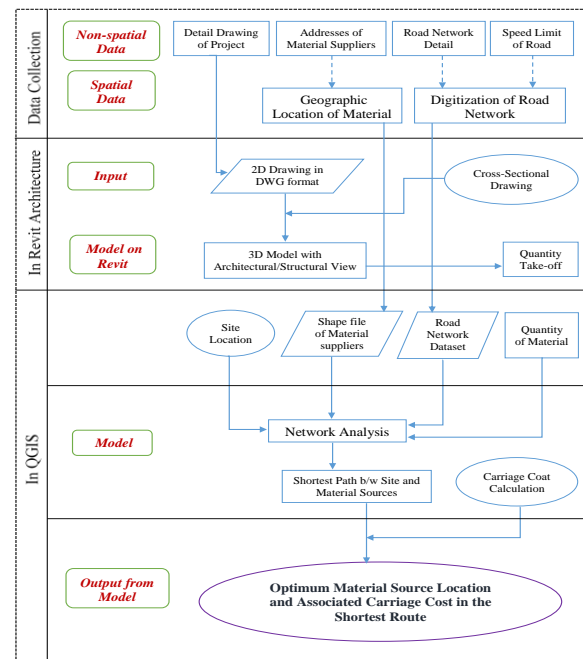 Data Collection
Non-spatial
Data
Detail Drawing
of Project
Addresses of
Material Suppliers
Road Network
Detail
Speed Limit
of Road
Spatial
Data
Geographic
Location of Material
Digitization of Road
Network
In Revit Architecture
Input
2D Drawing in
DWG format
Cross-Sectional
Drawing
Model on
Revit
3D Model with
Architectural/Structural View
Quantity
Take-off
In QGIS
Site
Location
Shape file
of Material
suppliers
Road
Network
Dataset
Quantity
of Material
Model
Network Analysis
Shortest Path b/w Site and
Material Sources
Carriage Coat
Calculation
Output from
Model
Optimum Material Source Location
and Associated Carriage Cost in the
Shortest Route